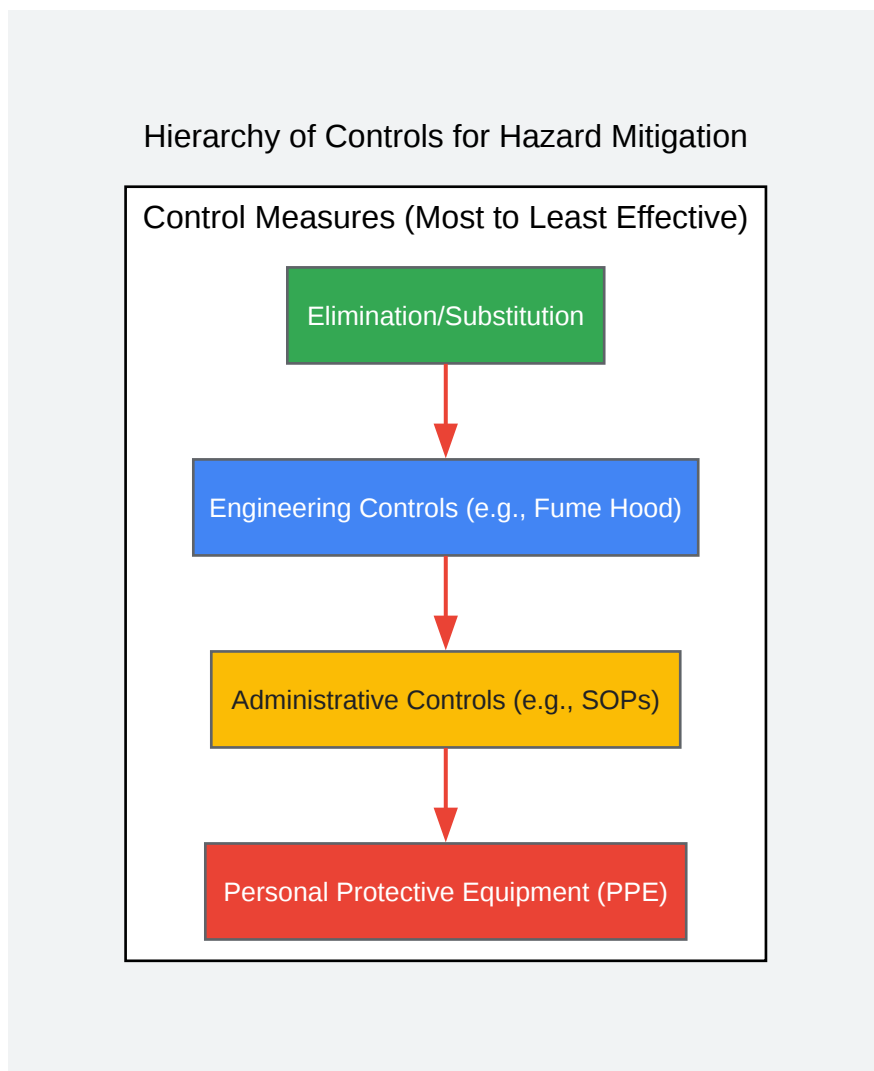 Hierarchy of Controls for Hazard Mitigation
Control Measures (Most to Least Effective)
Elimination/Substitution
Engineering Controls (e.g., Fume Hood)
Administrative Controls (e.g., SOPs)
Personal Protective Equipment (PPE)